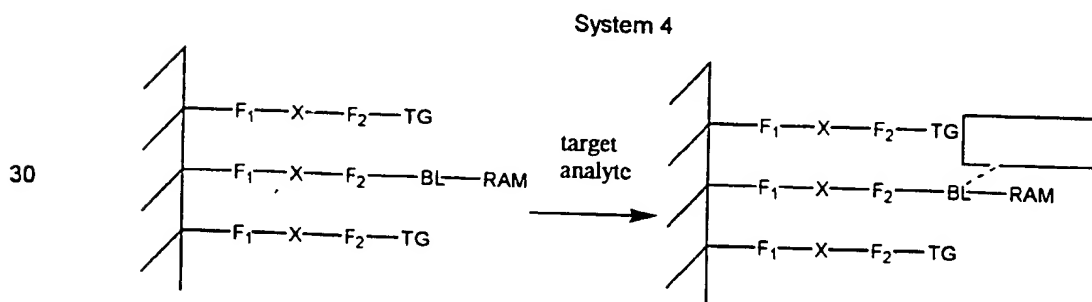 System 4
F₁—X—F₂—TG F₁—X—F₂—TG
target
30 F₁—X—F₂—BL—RAM analytc F₁—X—F₂—BL—RAM
F₁—X—F₂—TG F₁—X—F₂—TG